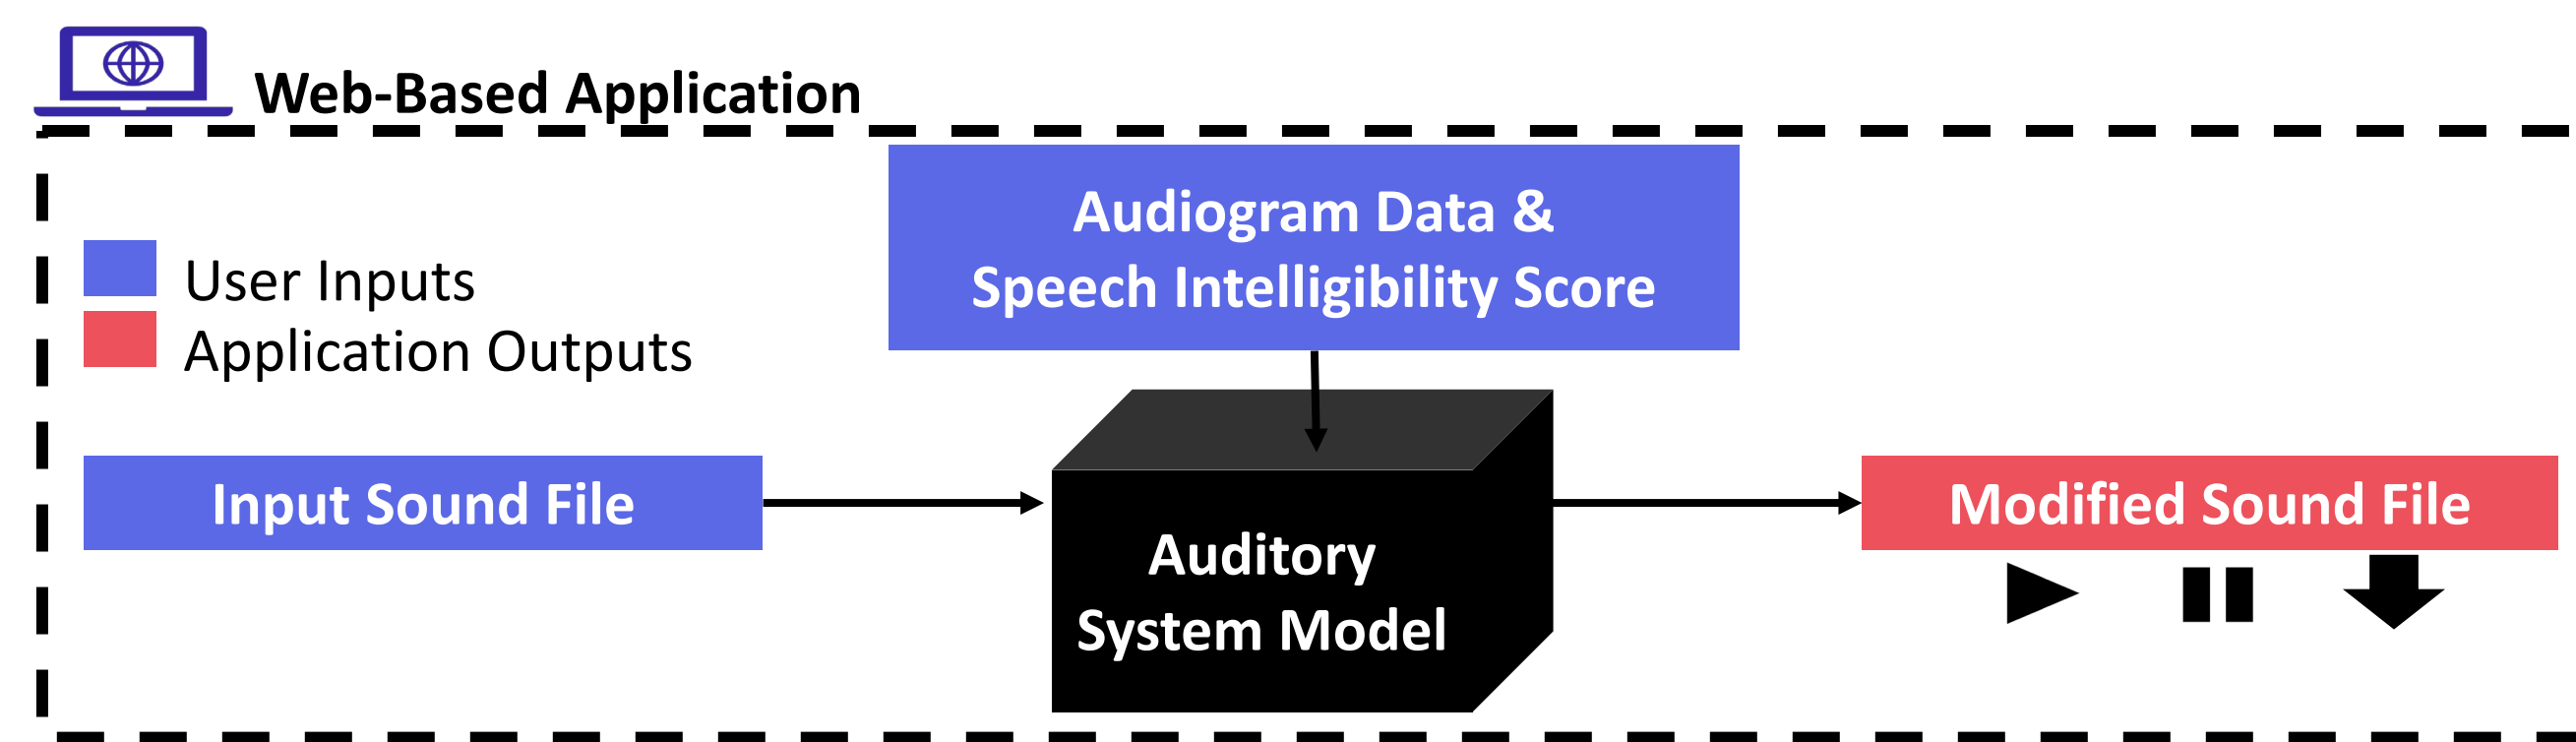 Web-Based Application
Audiogram Data &
Speech Intelligibility Score
User Inputs
Application Outputs
Input Sound File
Auditory
System Model
Modified Sound File